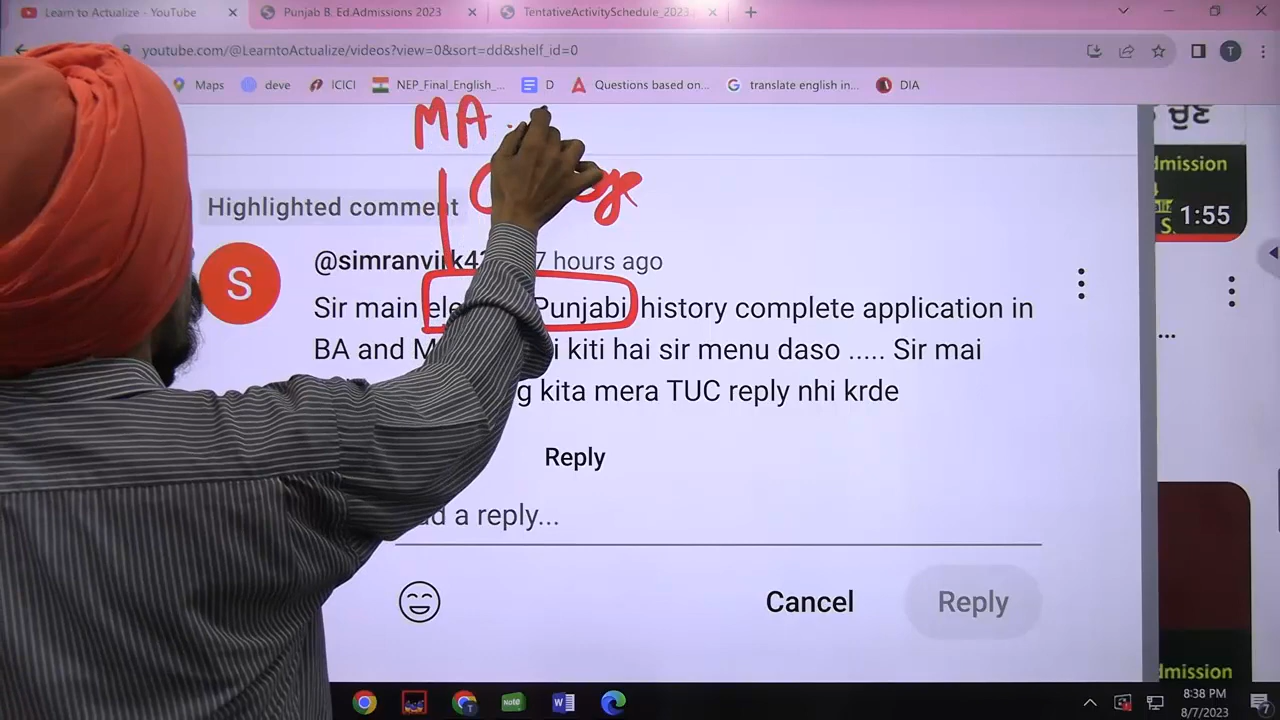 Learn to Actualize - YouTube
Punjab B. Ed.Admissions 2023
TentativeActivitySchedule_2023
youtube.com/@LearntoActualize/videos?view=0&sort=dd&shelf_id=0
T
Maps
deve
ICICI
NEP_Final_English_...
D
Questions based on...
translate english in...
DIA
MA
ਚੁਣ
dmission
1:55
S.
Highlighted comment
S
7 hours ago
Sir main Punjabi history complete application in
BA and kiti hai sir menu daso ..... Sir mai
kita mera TUC reply nhi krde
Reply
a reply...
Cancel
Reply
dmission
8:38 PM
8/7/2023